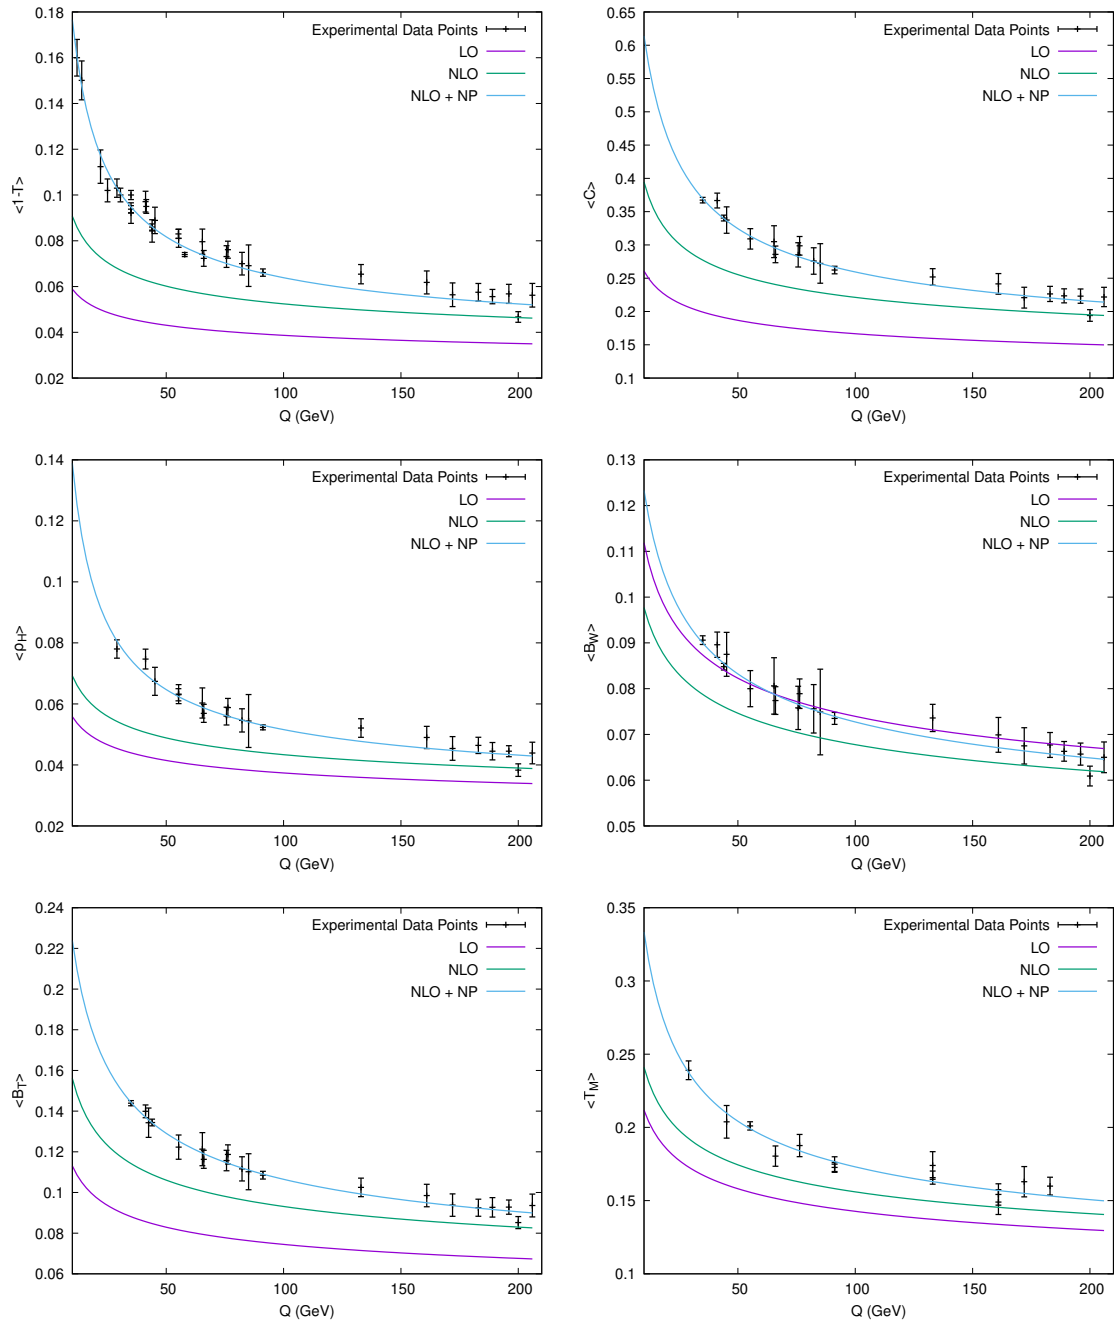 <1-T>
0.18
0.16
0.14
0.12
0.1
0.08
0.06
0.04
0.02
Experimental Data Points
LO
NLO
NLO + NP
50
100
150
200
Q (GeV)
<C>
0.65
0.6
0.55
0.5
0.45
0.4
0.35
0.3
0.25
0.2
0.15
0.1
Experimental Data Points
LO
NLO
NLO + NP
50
100
150
200
Q (GeV)
<ρH>
0.14
0.12
0.1
0.08
0.06
0.04
0.02
Experimental Data Points
LO
NLO
NLO + NP
50
100
150
200
Q (GeV)
<BW>
0.13
0.12
0.11
0.1
0.09
0.08
0.07
0.06
0.05
Experimental Data Points
LO
NLO
NLO + NP
50
100
150
200
Q (GeV)
<BT>
0.24
0.22
0.2
0.18
0.16
0.14
0.12
0.1
0.08
0.06
Experimental Data Points
LO
NLO
NLO + NP
50
100
150
200
Q (GeV)
<TM>
0.35
0.3
0.25
0.2
0.15
0.1
Experimental Data Points
LO
NLO
NLO + NP
50
100
150
200
Q (GeV)